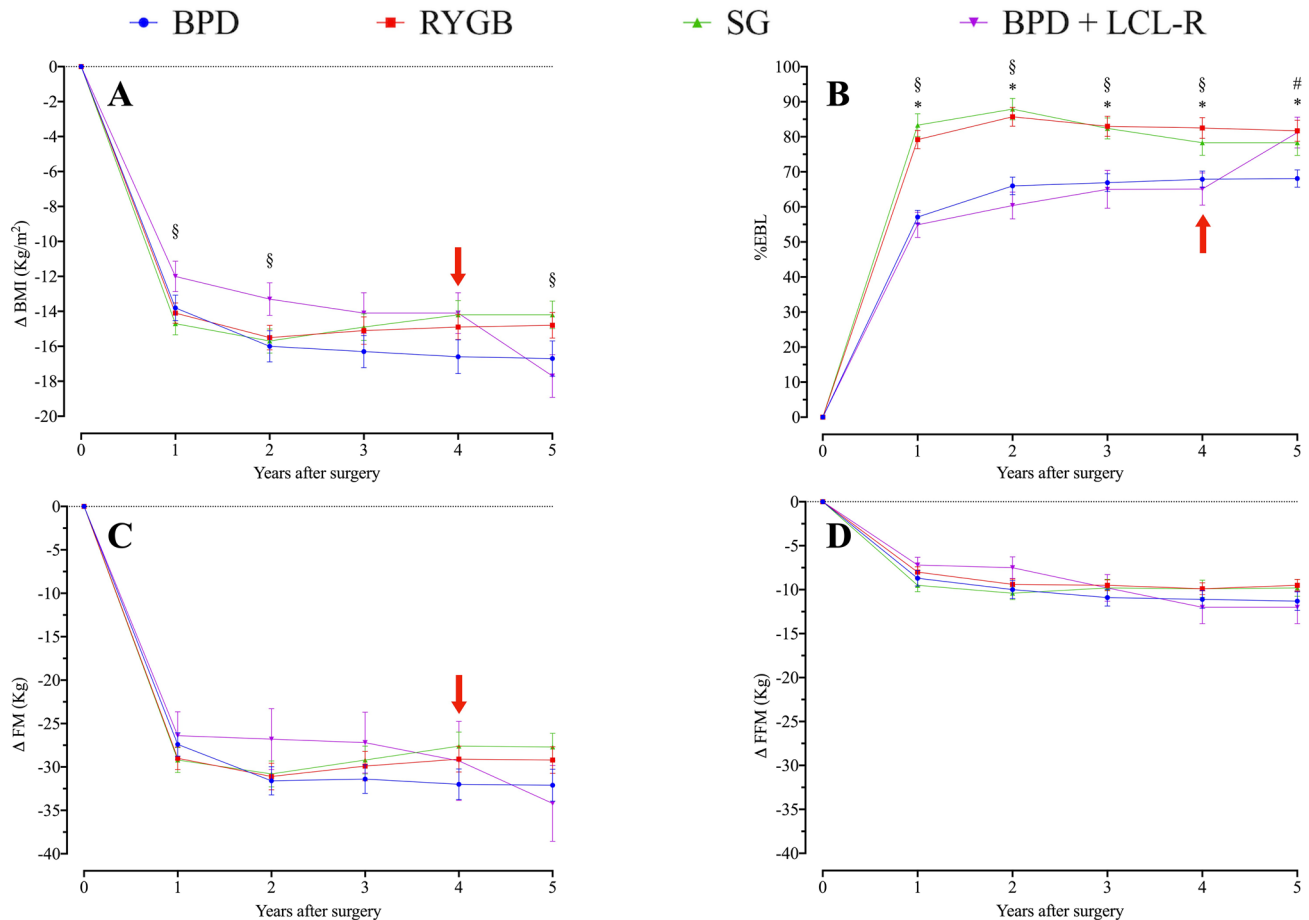 BPD RYGB SG BPD + LCL-R
A
Δ BMI (Kg/m²)
0
-2
-4
-6
-8
-10
-12
-14
-16
-18
-20
§ § §
0 1 2 3 4 5
Years after surgery
B
%EBL
100
90
80
70
60
50
40
30
20
10
0
§ § § § #
* * * * *
0 1 2 3 4 5
Years after surgery
C
Δ FM (Kg)
0
-5
-10
-15
-20
-25
-30
-35
-40
0 1 2 3 4 5
Years after surgery
D
Δ FFM (Kg)
0
-5
-10
-15
-20
-25
-30
-35
-40
0 1 2 3 4 5
Years after surgery